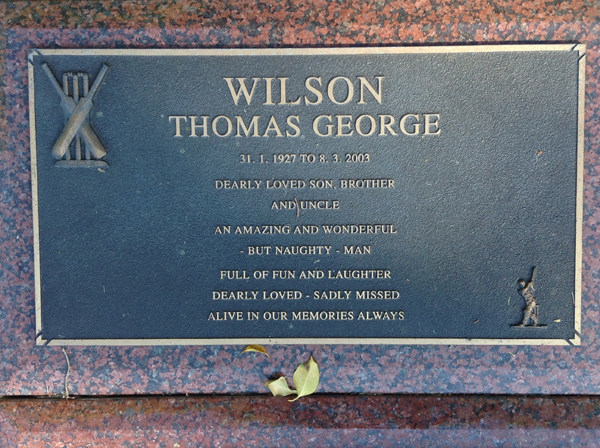 WILSON
THOMAS GEORGE
31. 1. 1927 TO 8. 3. 2003
DEARLY LOVED SON, BROTHER
AND UNCLE
AN AMAZING AND WONDERFUL
- BUT NAUGHTY - MAN
FULL OF FUN AND LAUGHTER
DEARLY LOVED - SADLY MISSED
ALIVE IN OUR MEMORIES ALWAYS